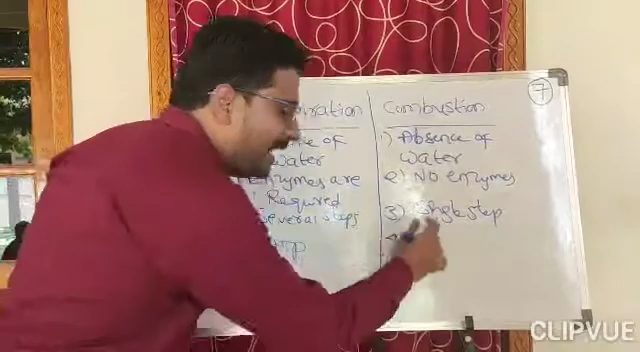 ration Combustion 7
e of 1) Absence of
water water
Enzymes are 2) No enzymes
Required
Several steps 3) Single step
4)
CLIPVUE